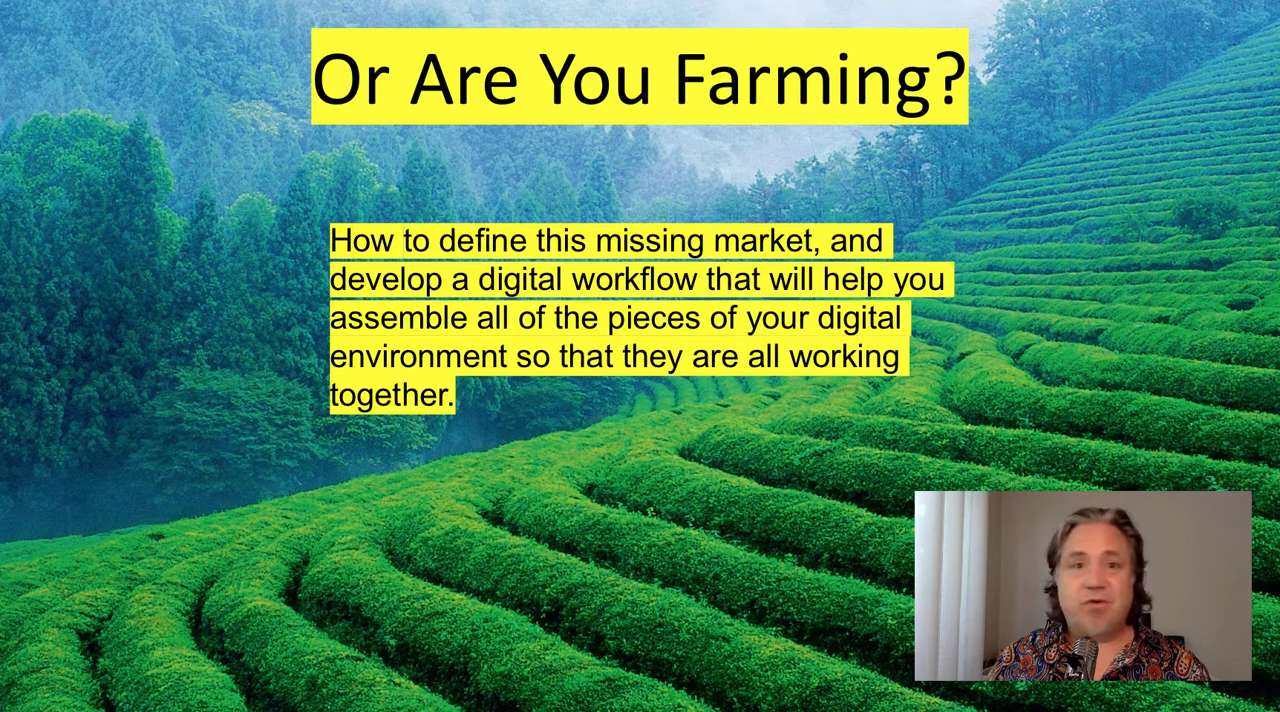 Or Are You Farming?
How to define this missing market, and
develop a digital workflow that will help you
assemble all of the pieces of your digital
environment so that they are all working
together.